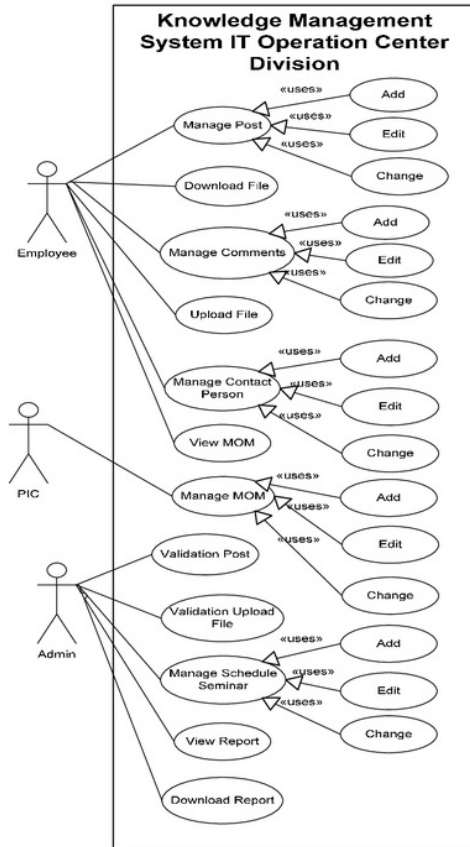 Knowledge Management
System IT Operation Center
Division
«uses»
Add
Manage Post
«uses»
Edit
«uses»
Change
Download File
Employee
«uses»
Add
Manage Comments
«uses»
Edit
«uses»
Change
Upload File
«uses»
Add
Manage Contact
Person
«uses»
Edit
«uses»
Change
View MOM
PIC
«uses»
Add
Manage MOM
«uses»
Edit
«uses»
Change
Validation Post
Admin
Validation Upload
File
«uses»
Add
Manage Schedule
Seminar
«uses»
Edit
«uses»
Change
View Report
Download Report